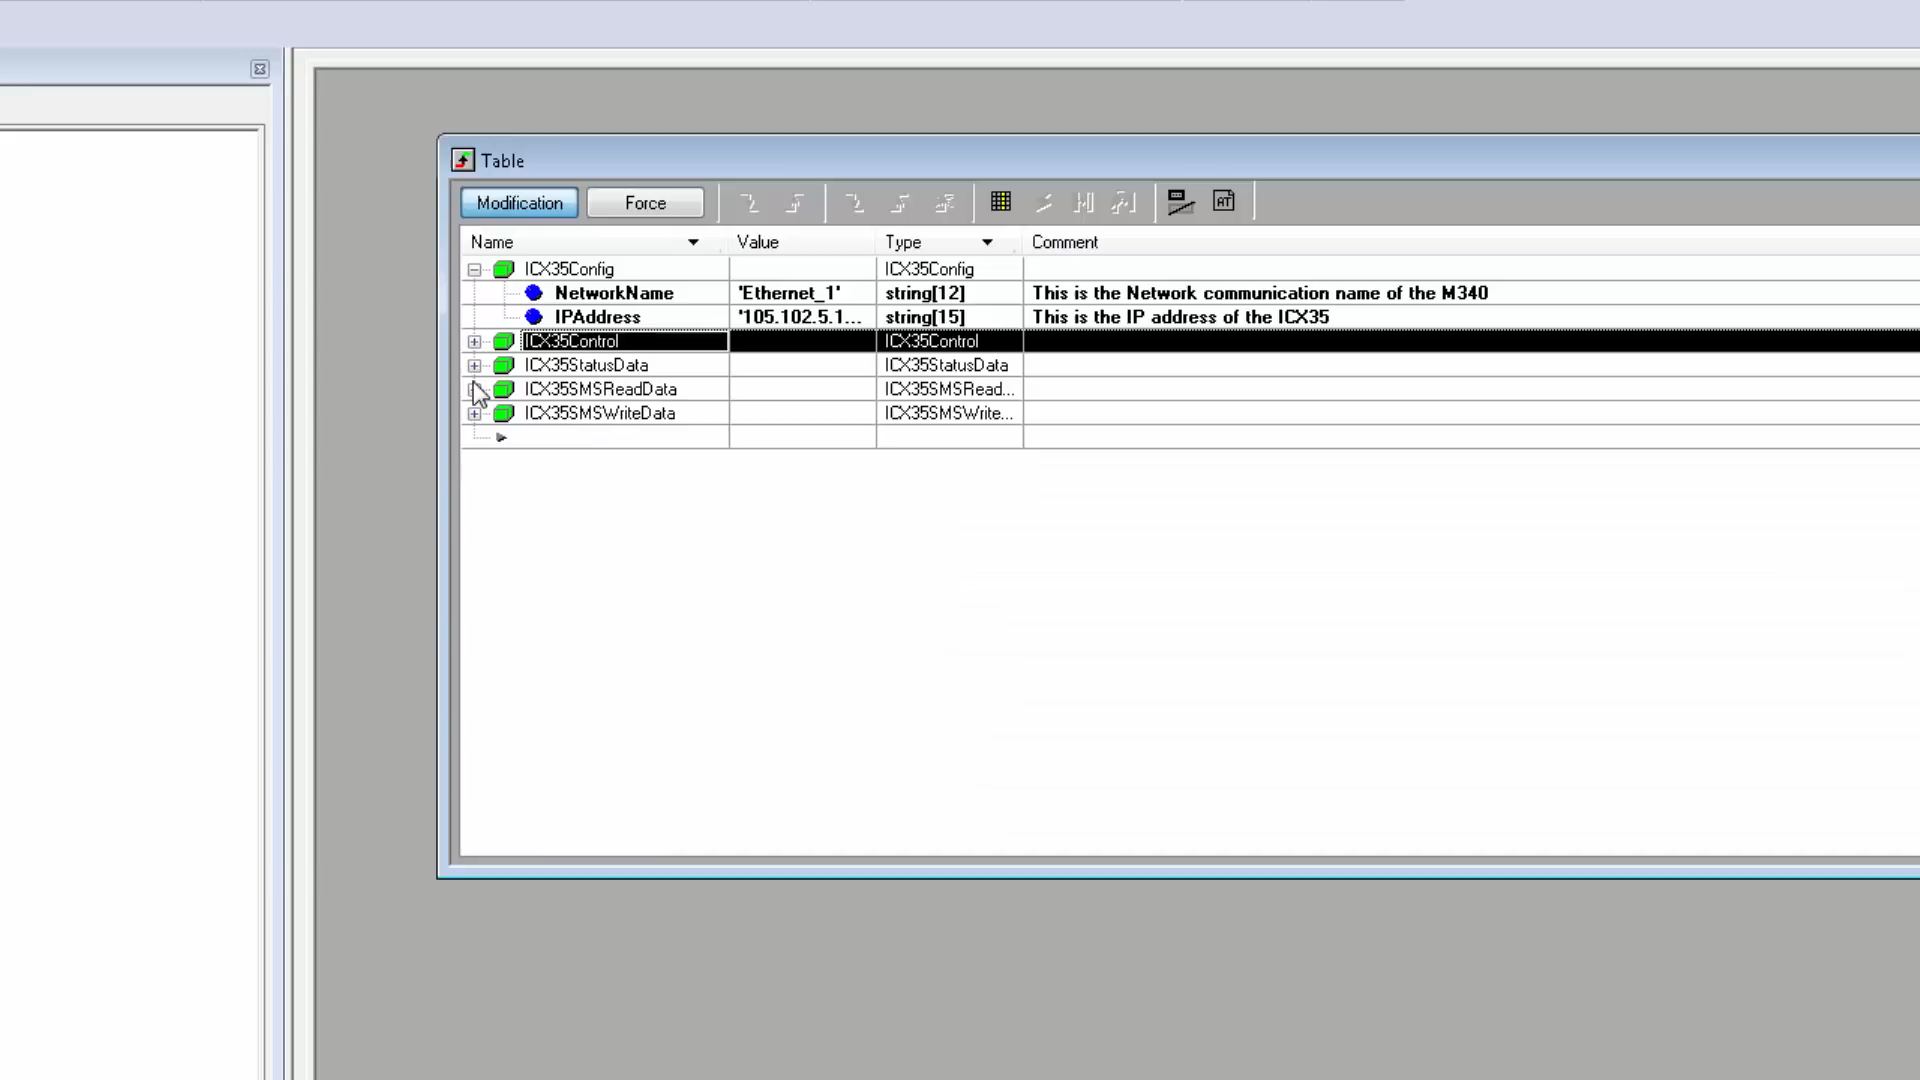 Table
Modification Force
AT
Name Value Type Comment
ICX35Config ICX35Config
NetworkName 'Ethernet_1' string[12] This is the Network communication name of the M340
IPAddress '105.102.5.1... string[15] This is the IP address of the ICX35
ICX35Control ICX35Control
ICX35StatusData ICX35StatusData
ICX35SMSReadData ICX35SMSRead...
ICX35SMSWriteData ICX35SMSWrite...